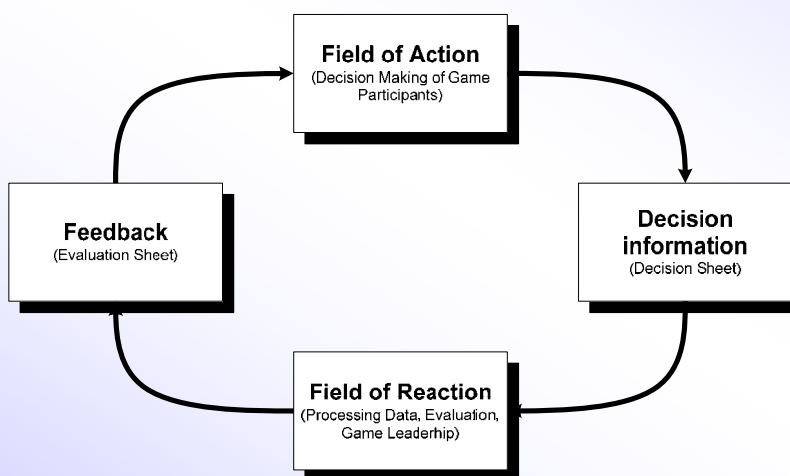 Field of Action
(Decision Making of Game
Participants)
Feedback
(Evaluation Sheet)
Decision
information
(Decision Sheet)
Field of Reaction
(Processing Data, Evaluation,
Game Leaderhip)